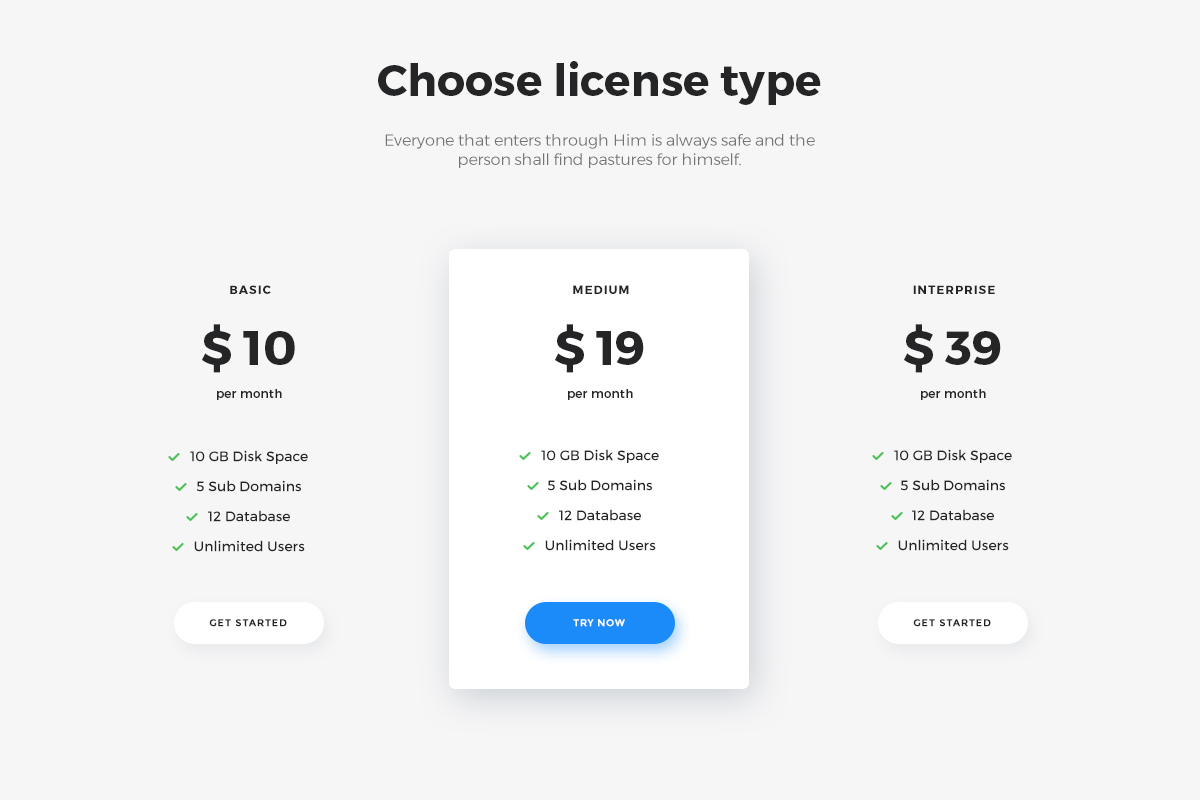 Choose license type
Everyone that enters through Him is always safe and the
person shall find pastures for himself.
BASIC
$ 10
per month
10 GB Disk Space
5 Sub Domains
12 Database
Unlimited Users
GET STARTED
MEDIUM
$ 19
per month
10 GB Disk Space
5 Sub Domains
12 Database
Unlimited Users
TRY NOW
INTERPRISE
$ 39
per month
10 GB Disk Space
5 Sub Domains
12 Database
Unlimited Users
GET STARTED